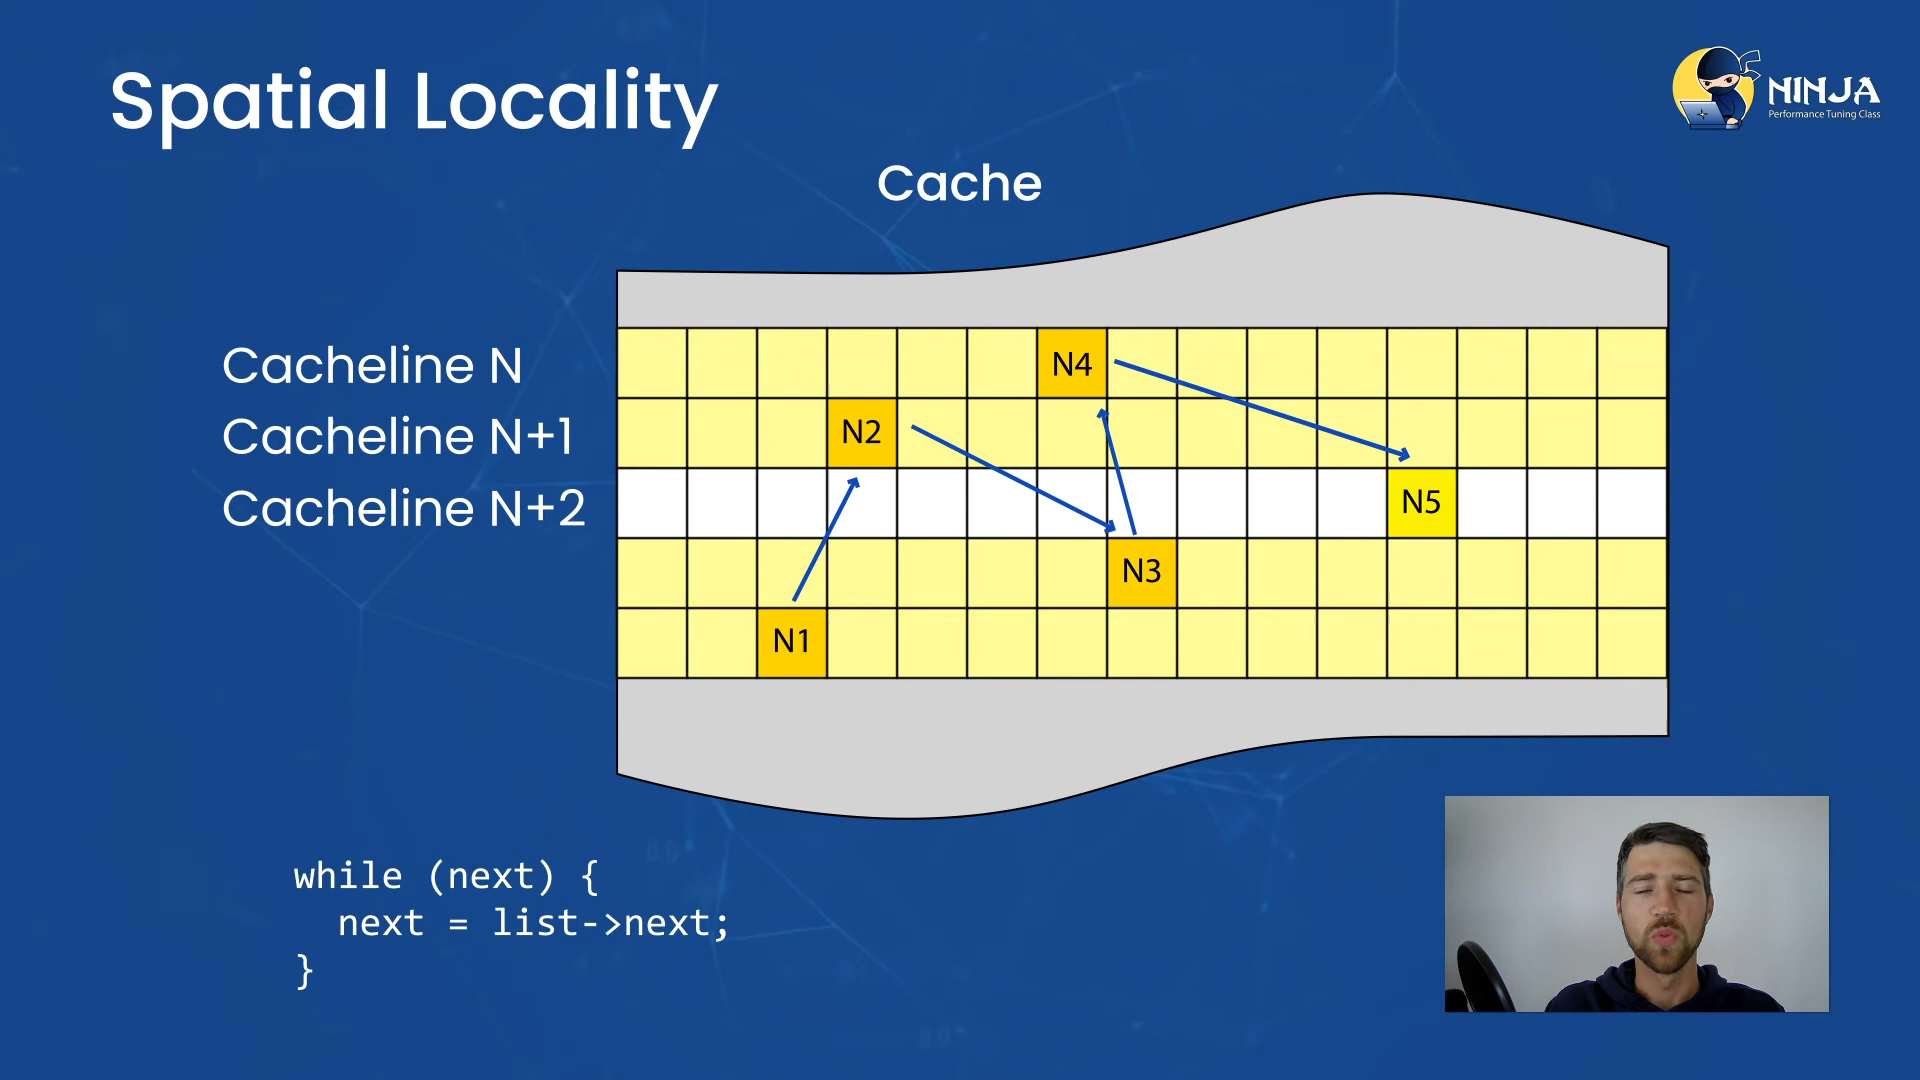 Spatial Locality
NINJA
Performance Tuning Class
Cache
Cacheline N
Cacheline N+1
Cacheline N+2
N4
N2
N5
N3
N1
while (next) {
next = list->next;
}